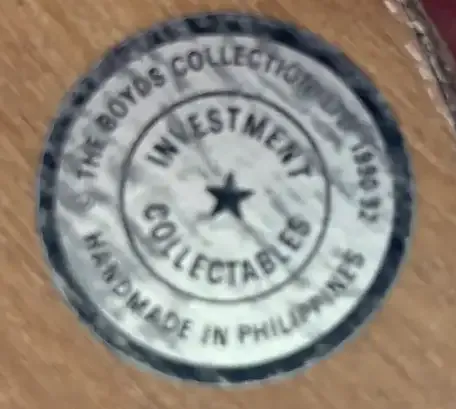 THE BOYDS COLLECTION 1990 92
INVESTMENT
COLLECTABLES
HANDMADE IN PHILIPPINES